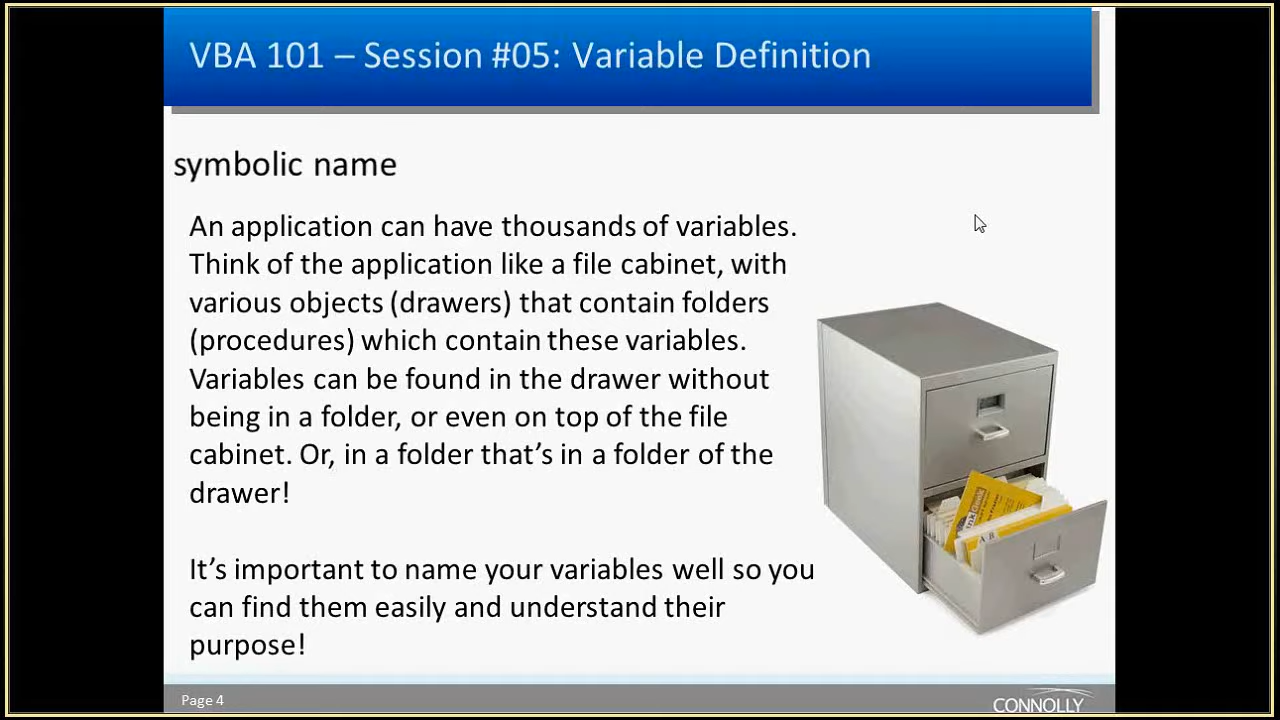 VBA 101 – Session #05: Variable Definition
symbolic name
An application can have thousands of variables.
Think of the application like a file cabinet, with
various objects (drawers) that contain folders
(procedures) which contain these variables.
Variables can be found in the drawer without
being in a folder, or even on top of the file
cabinet. Or, in a folder that’s in a folder of the
drawer!
It’s important to name your variables well so you
can find them easily and understand their
purpose!
A B
Page 4
CONNOLLY